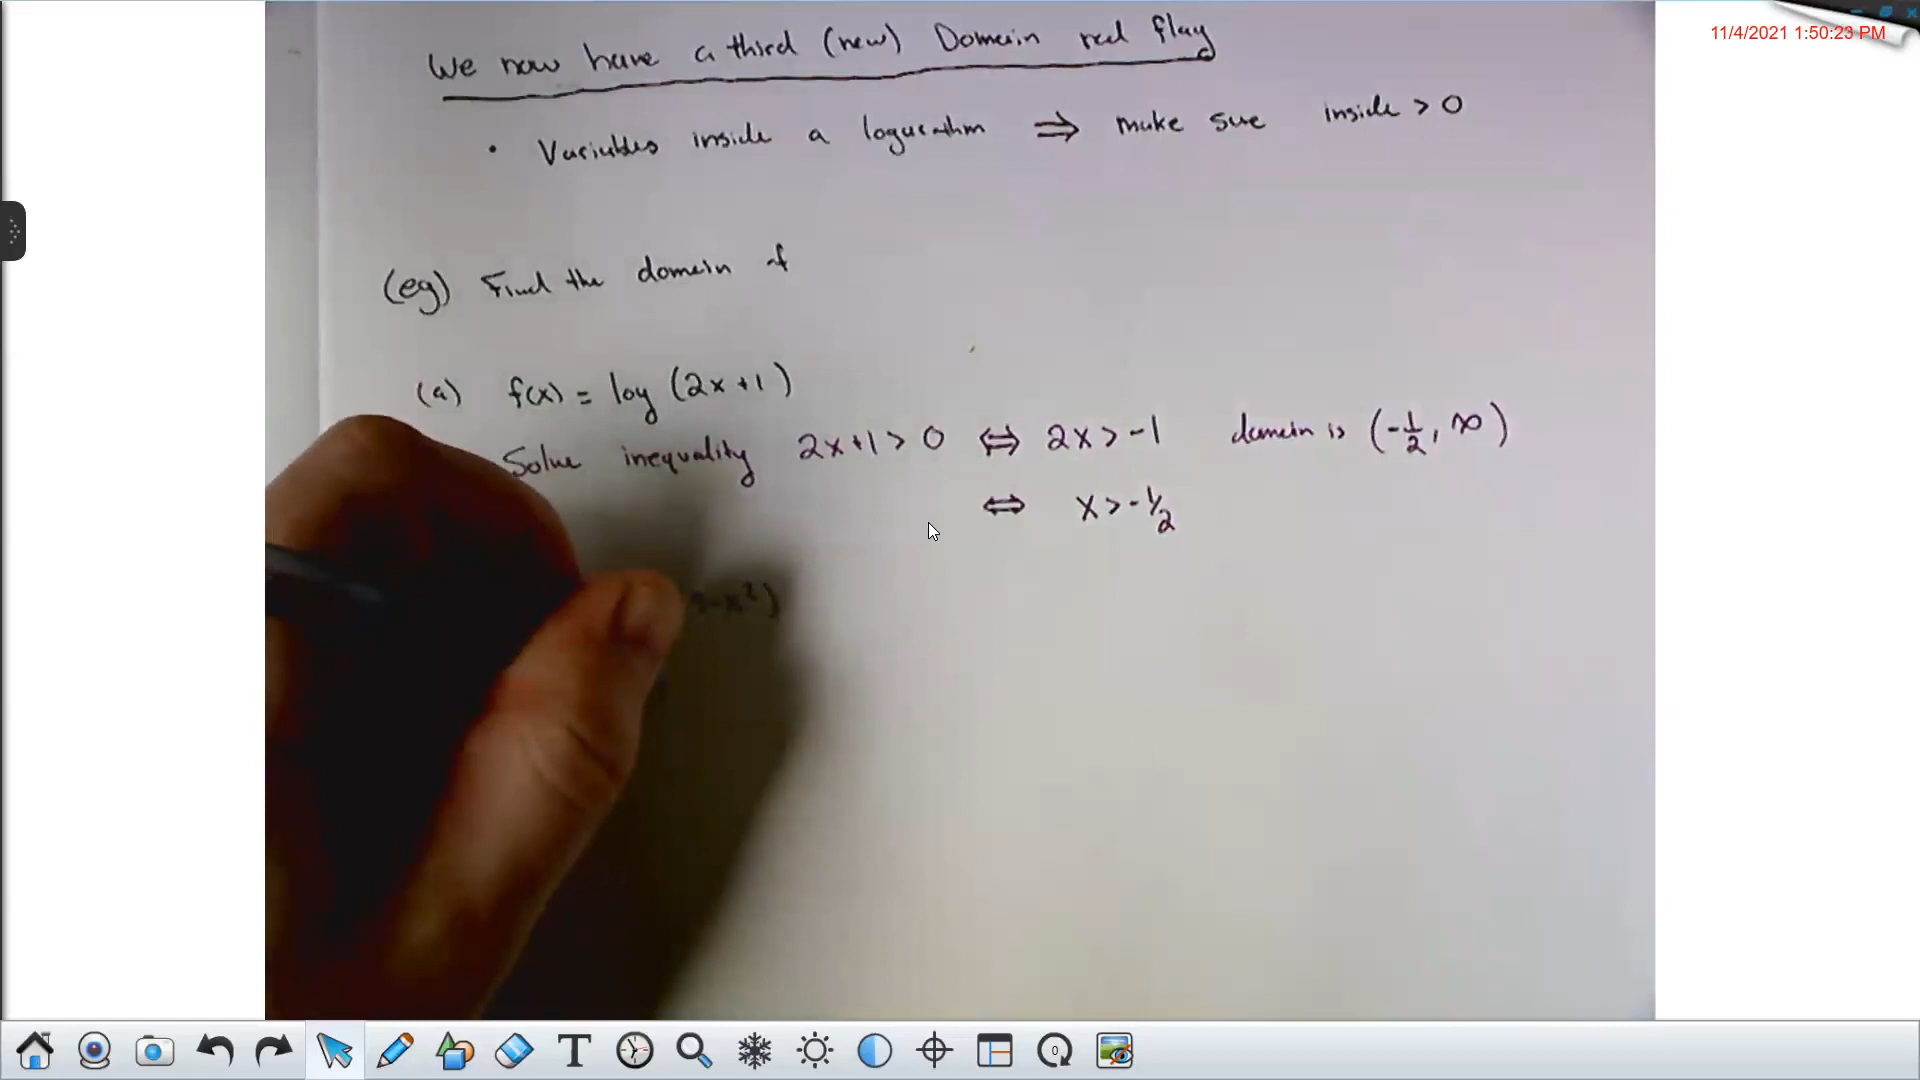 11/4/2021 1:50:23 PM
We now have a third (new) Domain red flag
• Variables inside a logarithm ⇒ make sure inside > 0
(eg) Find the domain of
(a) f(x) = log (2x+1)
Solve inequality 2x+1 > 0 ⇔ 2x > -1 domain is (-1/2, ∞)
⇔ x > -1/2
-x²)
T
0